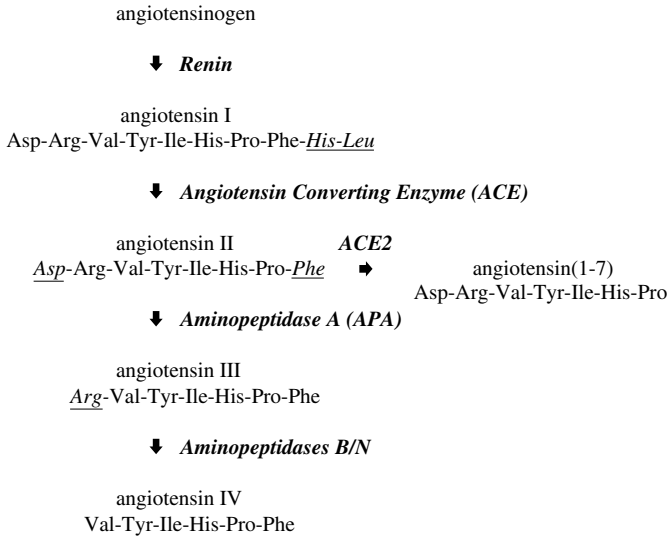 angiotensinogen
Renin
angiotensin I
Asp-Arg-Val-Tyr-Ile-His-Pro-Phe-His-Leu
Angiotensin Converting Enzyme (ACE)
angiotensin II ACE2
Asp-Arg-Val-Tyr-Ile-His-Pro-Phe angiotensin(1-7)
Asp-Arg-Val-Tyr-Ile-His-Pro
Aminopeptidase A (APA)
angiotensin III
Arg-Val-Tyr-Ile-His-Pro-Phe
Aminopeptidases B/N
angiotensin IV
Val-Tyr-Ile-His-Pro-Phe